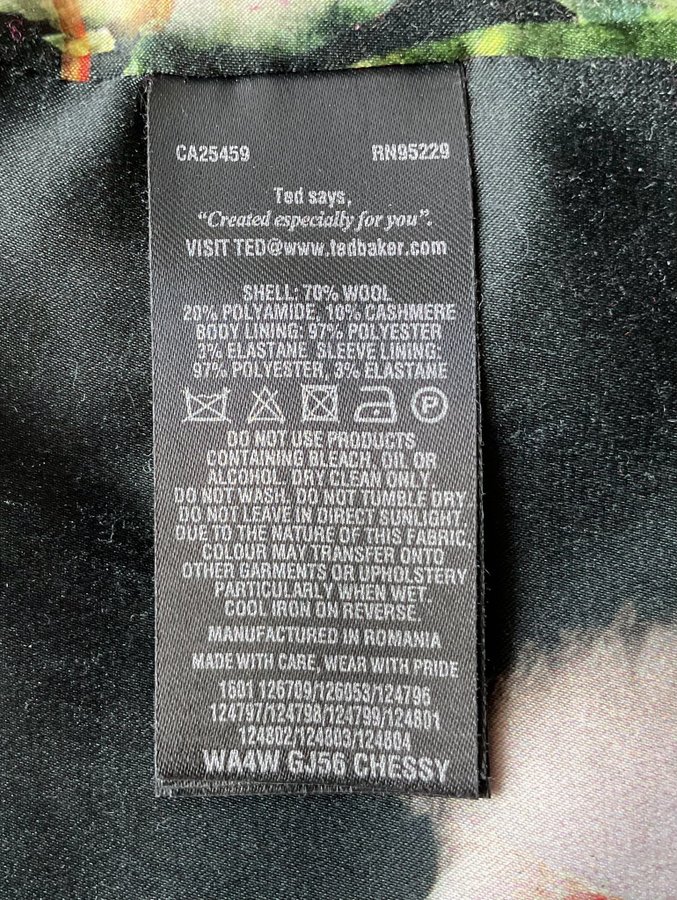 CA25459 RN95229
Ted says,
"Created especially for you".
VISIT TED@www.tedbaker.com
SHELL: 70% WOOL
20% POLYAMIDE, 10% CASHMERE
BODY LINING: 97% POLYESTER
3% ELASTANE, SLEEVE LINING:
97% POLYESTER, 3% ELASTANE
P
DO NOT USE PRODUCTS
CONTAINING BLEACH, OIL OR
ALCOHOL. DRY CLEAN ONLY.
DO NOT WASH. DO NOT TUMBLE DRY.
DO NOT LEAVE IN DIRECT SUNLIGHT.
DUE TO THE NATURE OF THIS FABRIC,
COLOUR MAY TRANSFER ONTO
OTHER GARMENTS OR UPHOLSTERY
PARTICULARLY WHEN WET.
COOL IRON ON REVERSE.
MANUFACTURED IN ROMANIA
MADE WITH CARE, WEAR WITH PRIDE
1601 126709/126053/124796
124797/124798/124799/124801
124802/124803/124804
WA4W GJ56 CHESSY